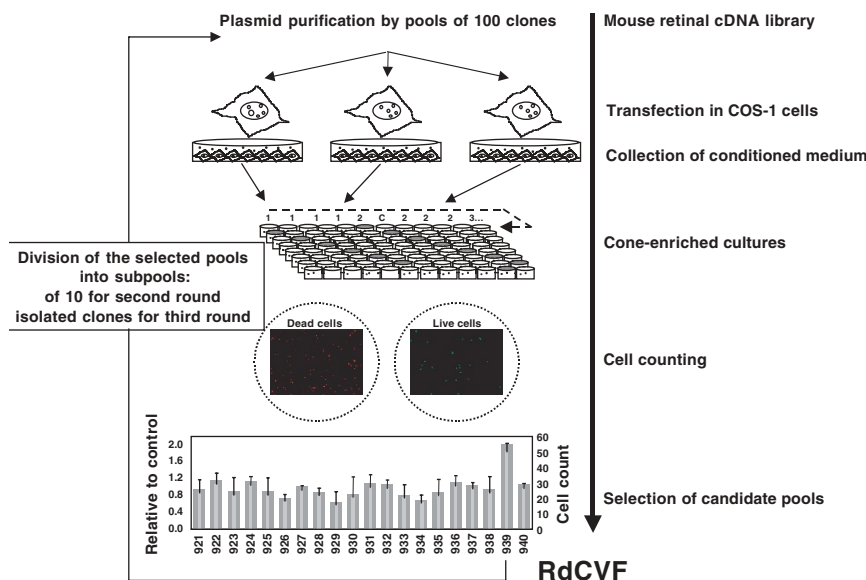 Plasmid purification by pools of 100 clones
Mouse retinal cDNA library
Transfection in COS-1 cells
Collection of conditioned medium
1 1 1 1 2 C 2 2 2 3...
Cone-enriched cultures
Division of the selected pools
into subpools:
of 10 for second round
isolated clones for third round
Dead cells
Live cells
Cell counting
Relative to control
2.0
1.6
1.2
0.8
0.4
0.0
60
50
40
30
20
10
0
Cell count
Selection of candidate pools
921 922 923 924 925 926 927 928 929 930 931 932 933 934 935 936 937 938 939 940
RdCVF